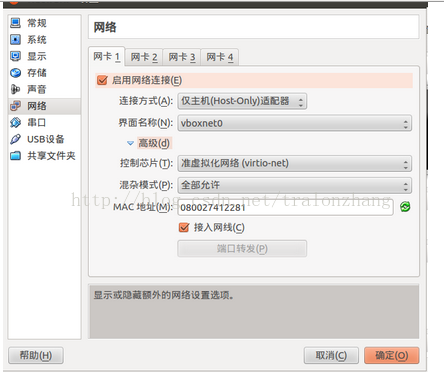 常规
系统
显示
存储
声音
网络
串口
USB设备
共享文件夹
网络
网卡 1 网卡 2 网卡 3 网卡 4
启用网络连接(E)
连接方式(A): 仅主机(Host-Only)适配器
界面名称(N): vboxnet0
高级(d)
控制芯片(T): 准虚拟化网络 (virtio-net)
混杂模式(P): 全部允许
http://blog.csdn.net/tralonzhang
MAC 地址(M): 080027412281
接入网线(C)
端口转发(P)
显示或隐藏额外的网络设置选项。
帮助(H) 取消(C) 确定(O)